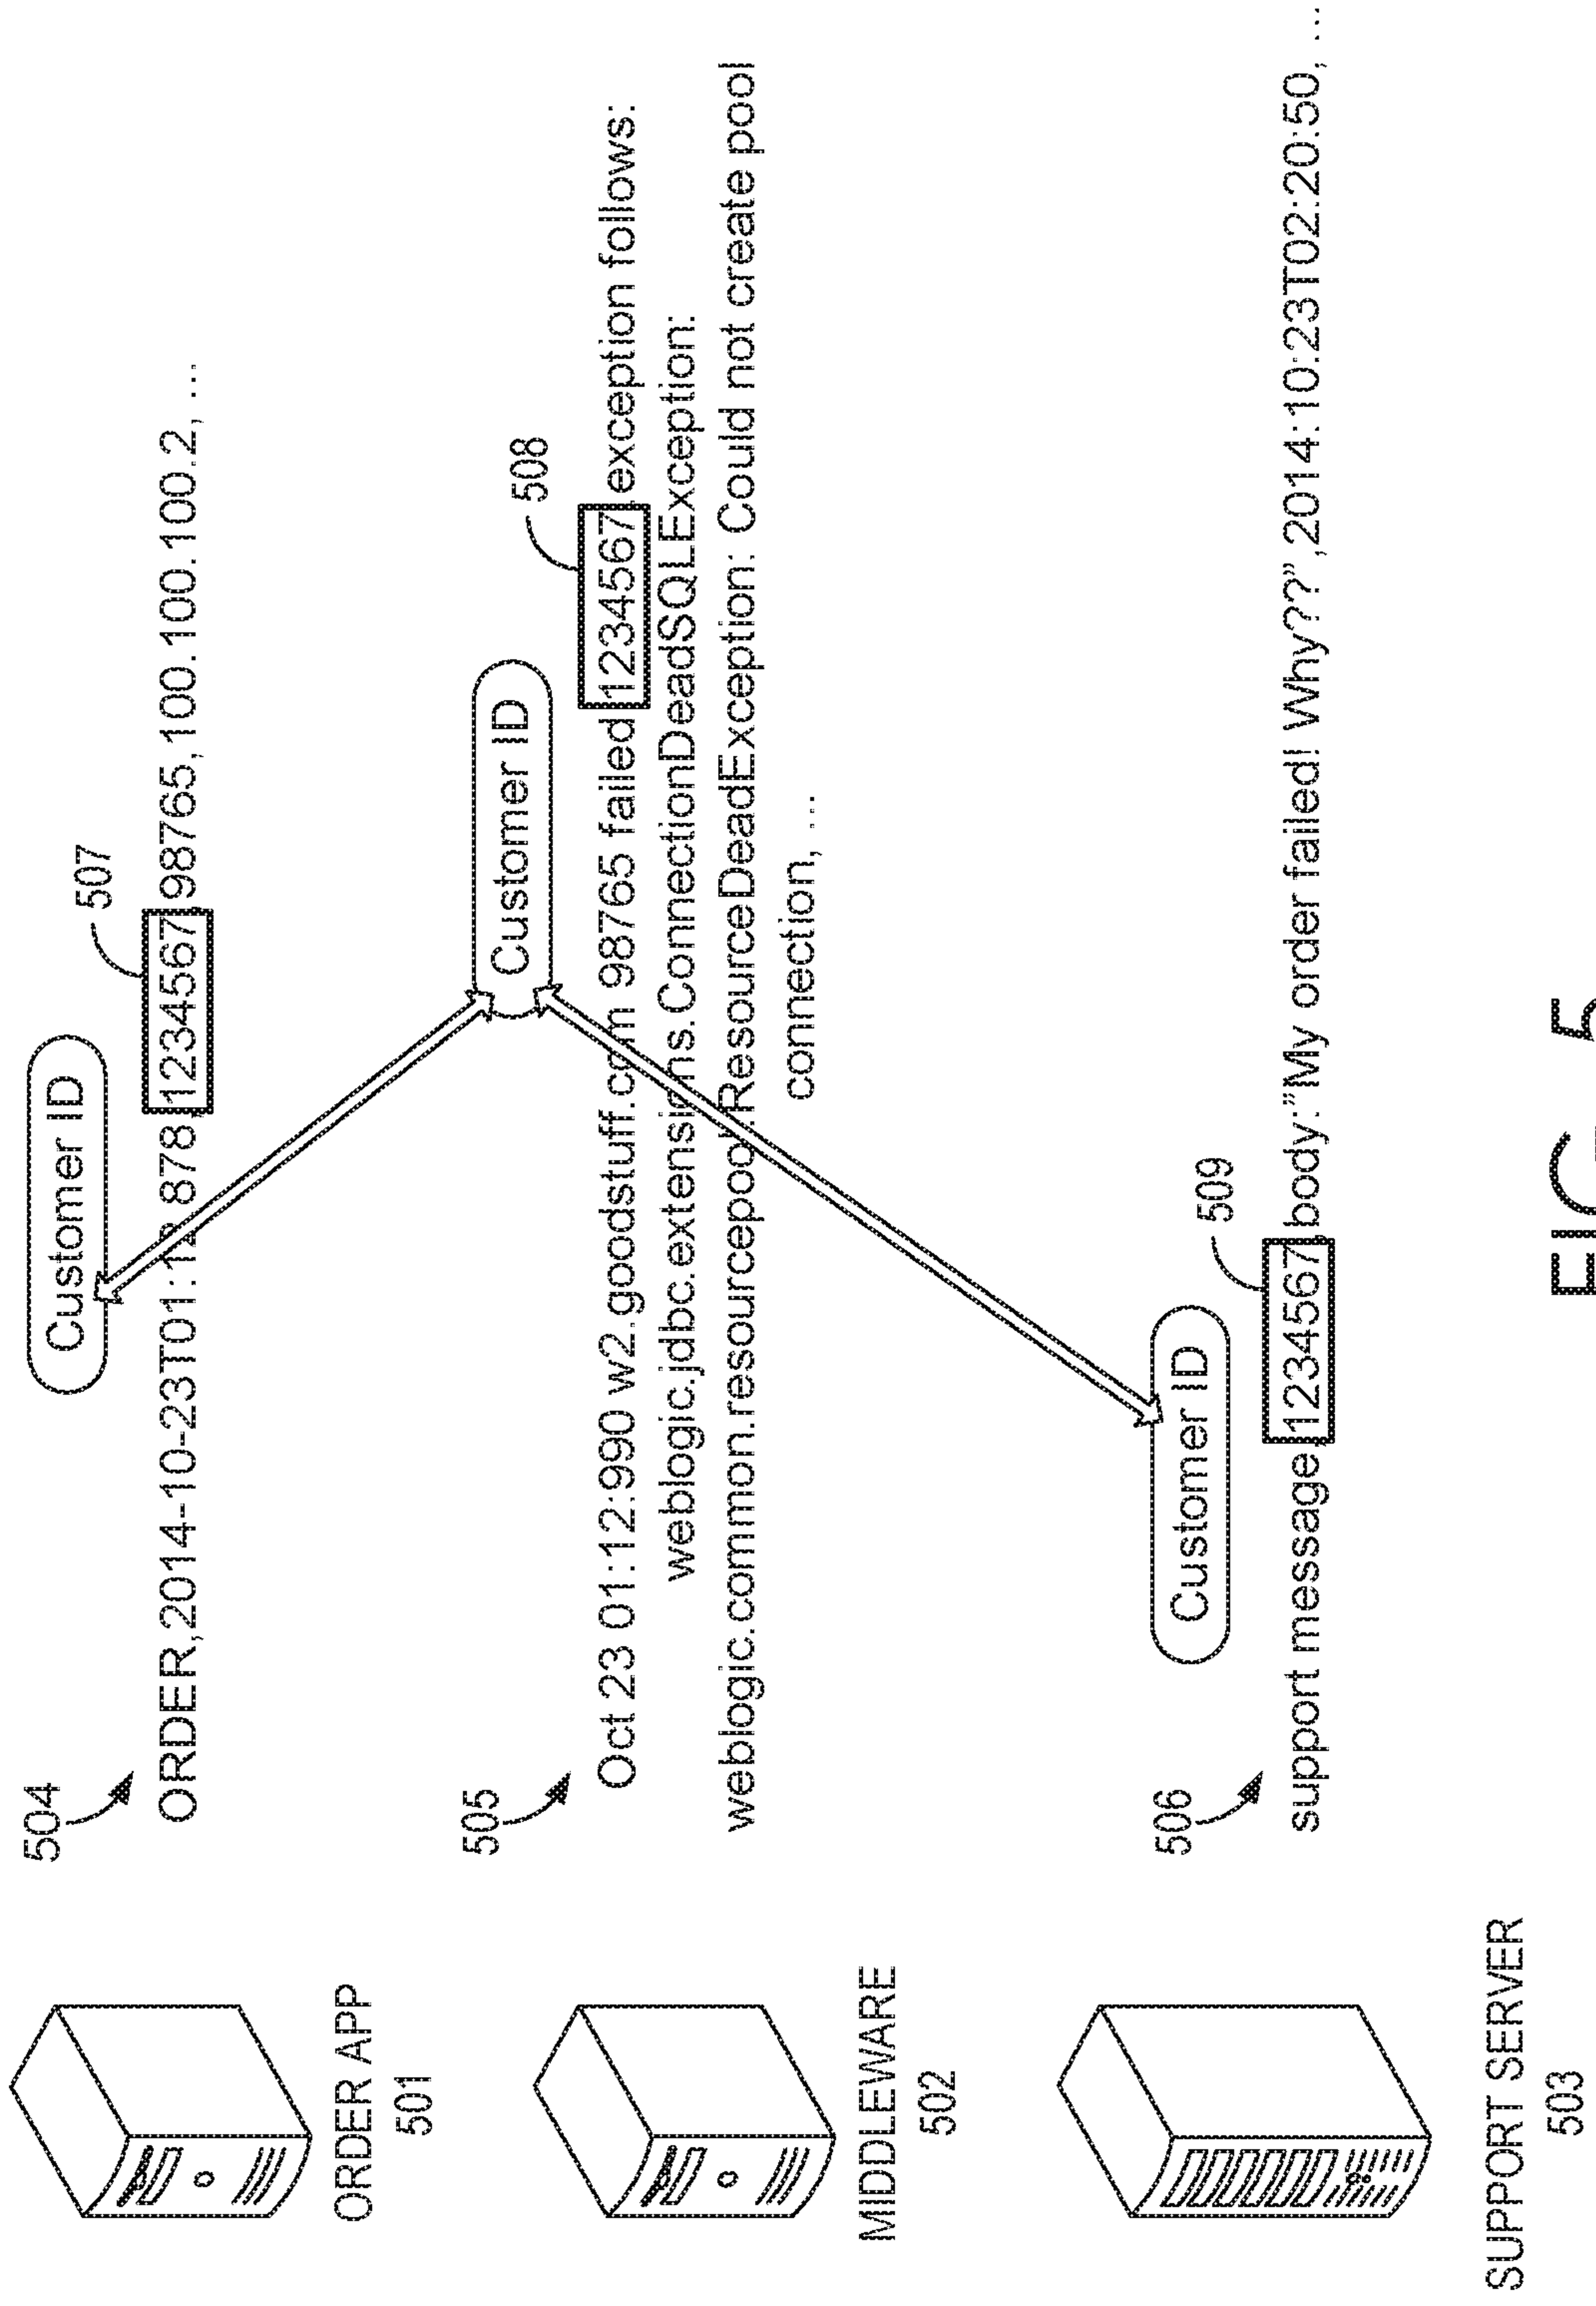 504
Customer ID
507
ORDER,2014-10-23T01:12 878,1234567,98765,100.100.100.2, ...
ORDER APP
501
505
Customer ID
508
Oct 23 01:12:990 w2.goodstuff.com 98765 failed 1234567 exception follows:
weblogic.jdbc.extensions.ConnectionDeadSQLException:
weblogic.common.resourcepool.ResourceDeadException: Could not create pool
connection, ...
MIDDLEWARE
502
506
Customer ID
509
support message,1234567,body:"My order failed! Why??",2014:10:23T02:20:50, ...
SUPPORT SERVER
503
FIG. 5